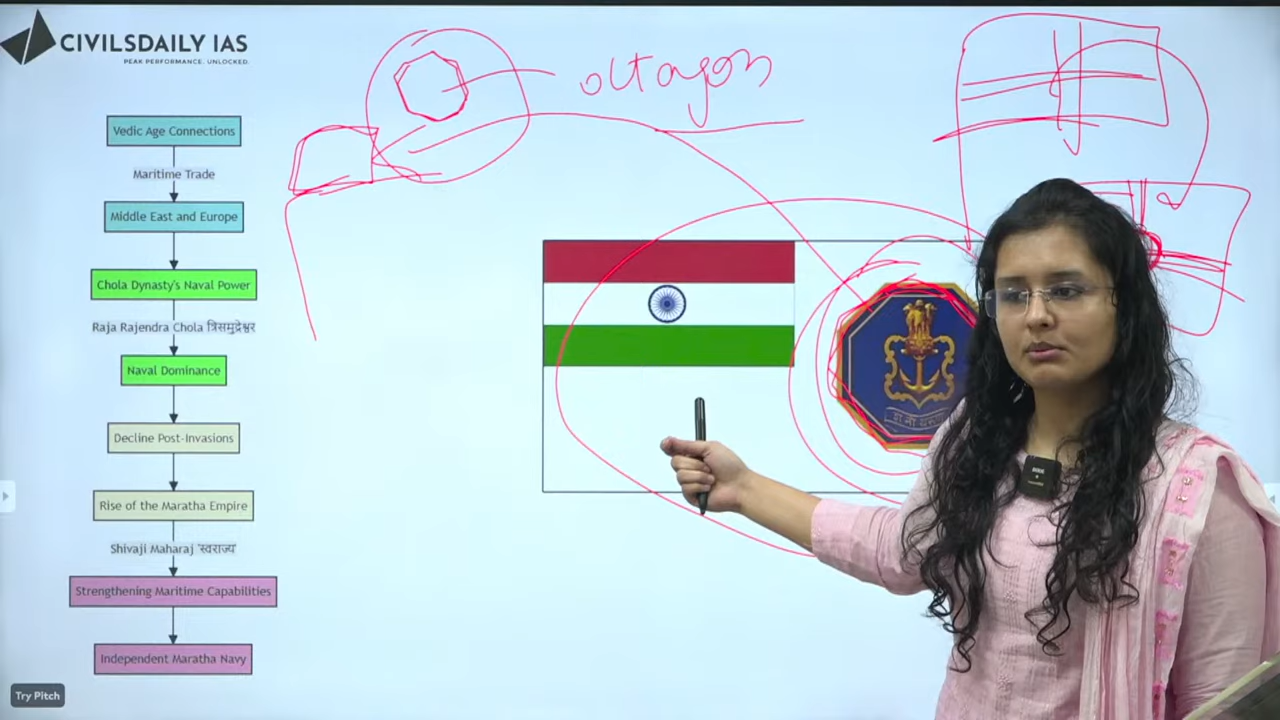 CIVILSDAILY IAS
PEAK PERFORMANCE. UNLOCKED.
octagon
Vedic Age Connections
Maritime Trade
Middle East and Europe
Chola Dynasty's Naval Power
Raja Rajendra Chola त्रिसमुद्रेश्वर
Naval Dominance
Decline Post-Invasions
Rise of the Maratha Empire
Shivaji Maharaj 'स्वराज्य'
Strengthening Maritime Capabilities
Independent Maratha Navy
Try Pitch